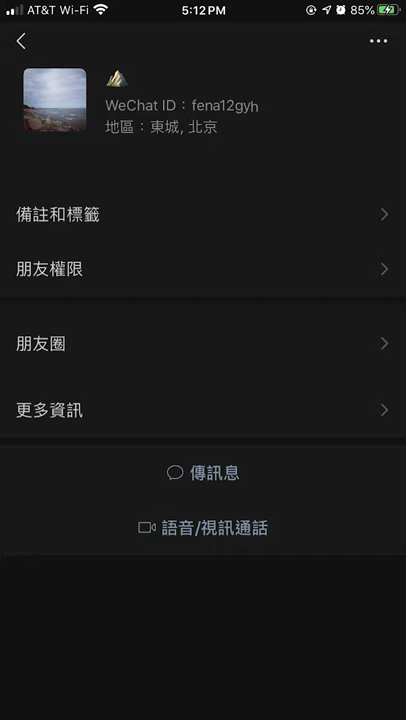 AT&T Wi-Fi 5:12 PM 85%
WeChat ID：fena12gyh
地區：東城, 北京
備註和標籤
朋友權限
朋友圈
更多資訊
傳訊息
語音/視訊通話